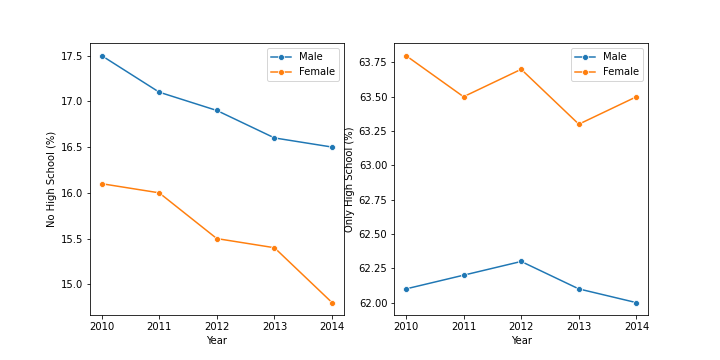 No High School (%)
17.5
17.0
16.5
16.0
15.5
15.0
2010 2011 2012 2013 2014
Year
Male
Female
Only High School (%)
63.75
63.50
63.25
63.00
62.75
62.50
62.25
62.00
2010 2011 2012 2013 2014
Year
Male
Female